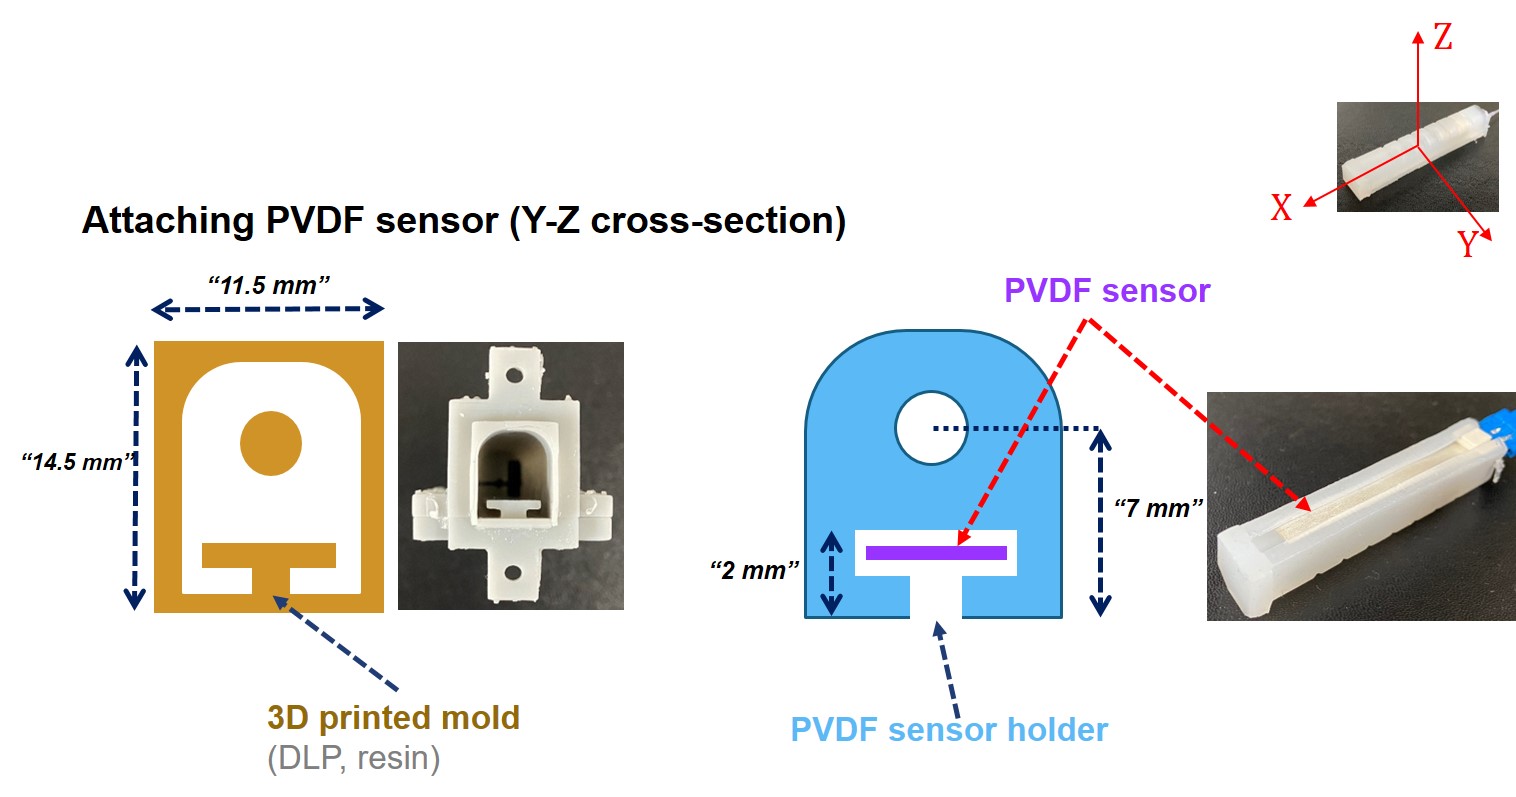 Z
X
Y
Attaching PVDF sensor (Y-Z cross-section)
“11.5 mm”
PVDF sensor
“14.5 mm”
“7 mm”
“2 mm”
3D printed mold
(DLP, resin)
PVDF sensor holder